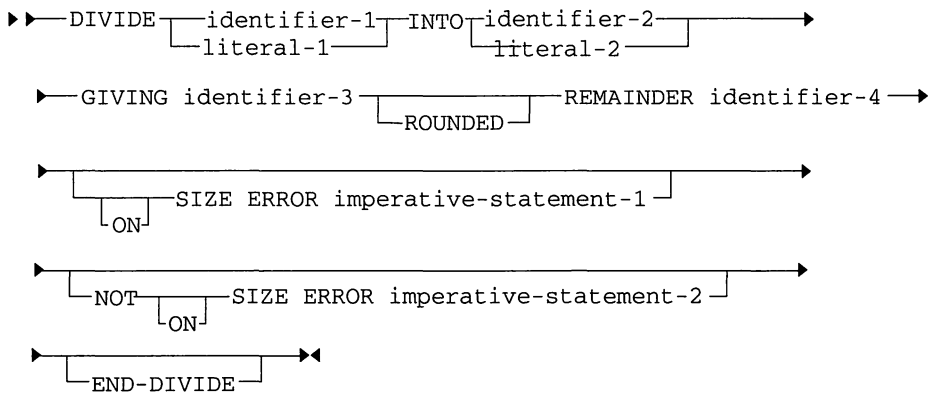 DIVIDE identifier-1 INTO identifier-2
literal-1 literal-2
GIVING identifier-3 REMAINDER identifier-4
ROUNDED
SIZE ERROR imperative-statement-1
ON
NOT SIZE ERROR imperative-statement-2
ON
END-DIVIDE